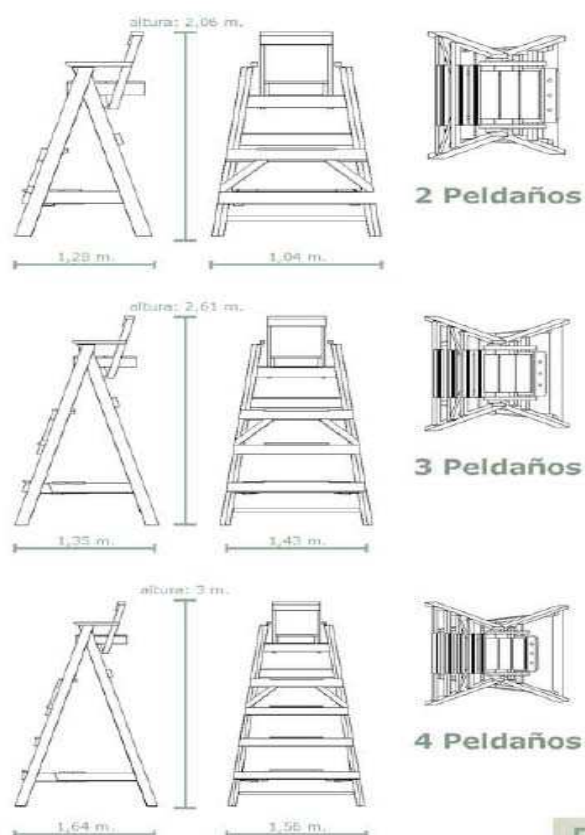 altura: 2,06 m.
2 Peldaños
1,28 m.
1,04 m.
altura: 2,61 m.
3 Peldaños
1,35 m.
1,43 m.
altura: 3 m.
4 Peldaños
1,64 m.
1,56 m.